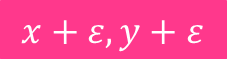 x + ε, y + ε